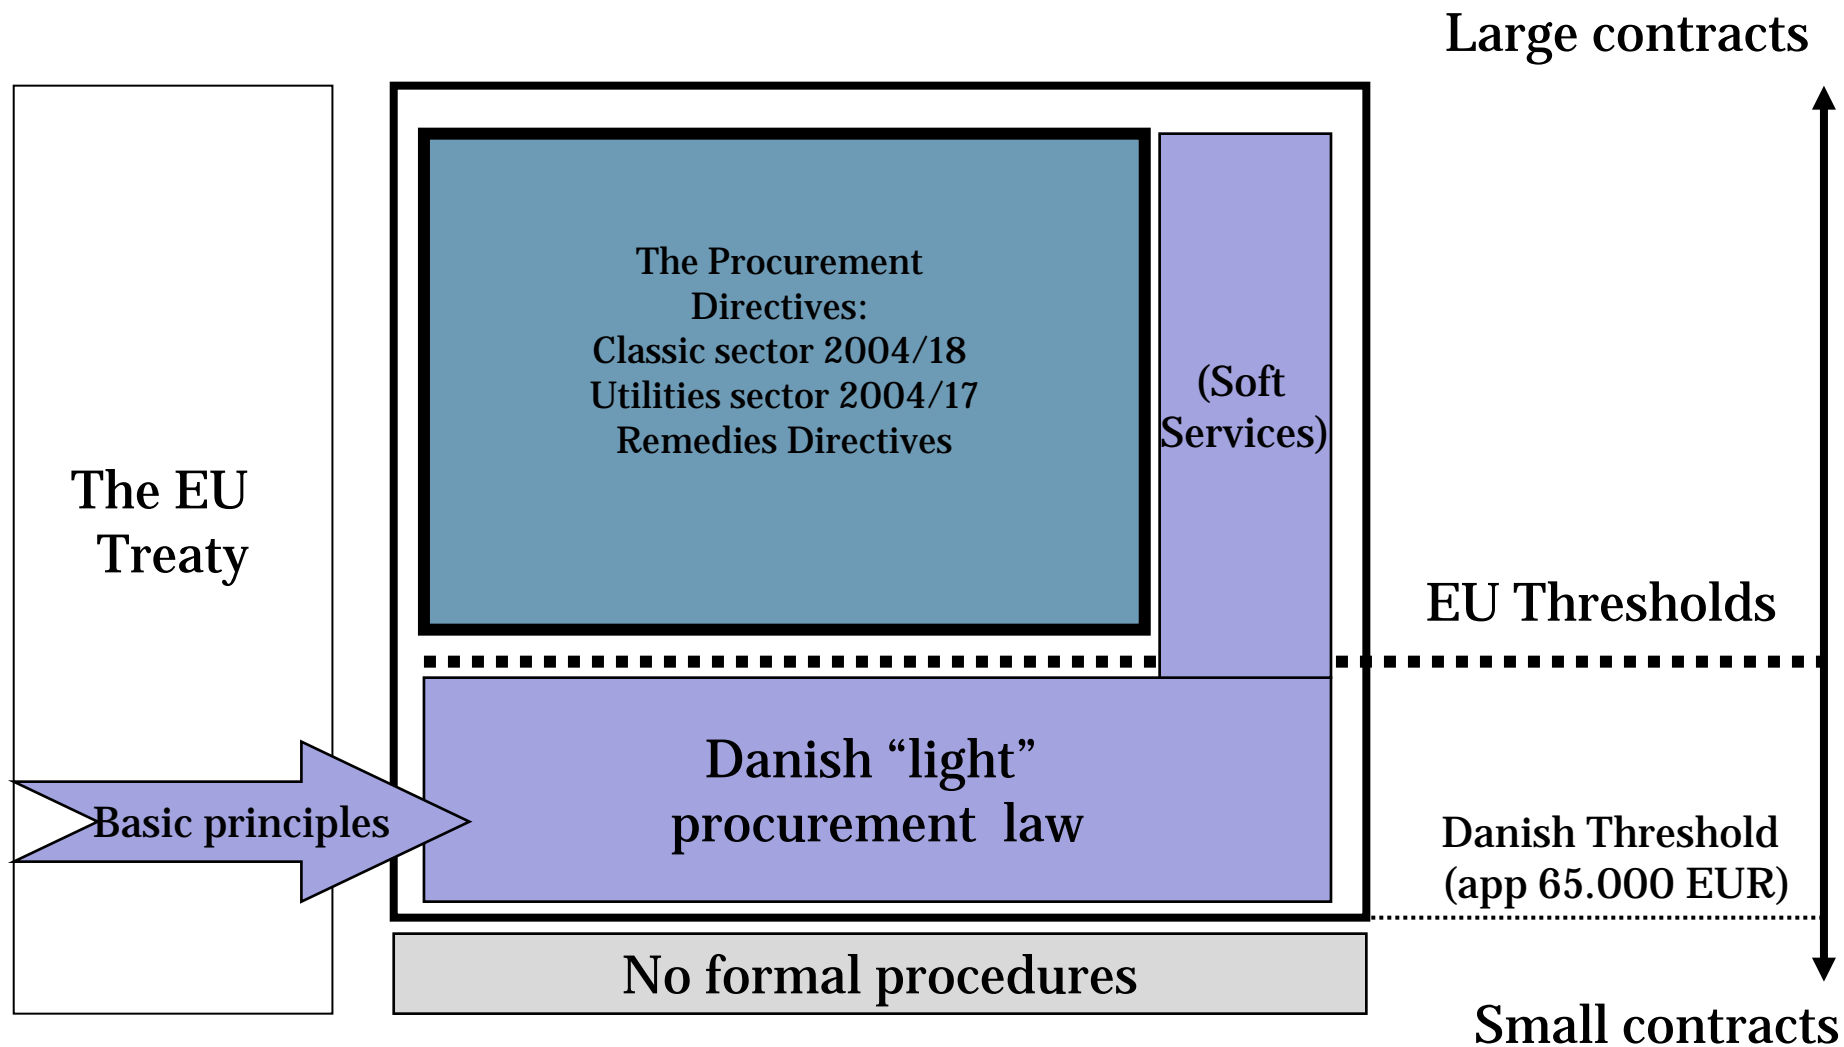 Large contracts
The EU
Treaty
The Procurement
Directives:
Classic sector 2004/18
Utilities sector 2004/17
Remedies Directives
(Soft
Services)
EU Thresholds
Basic principles
Danish “light”
procurement law
Danish Threshold
(app 65.000 EUR)
No formal procedures
Small contracts